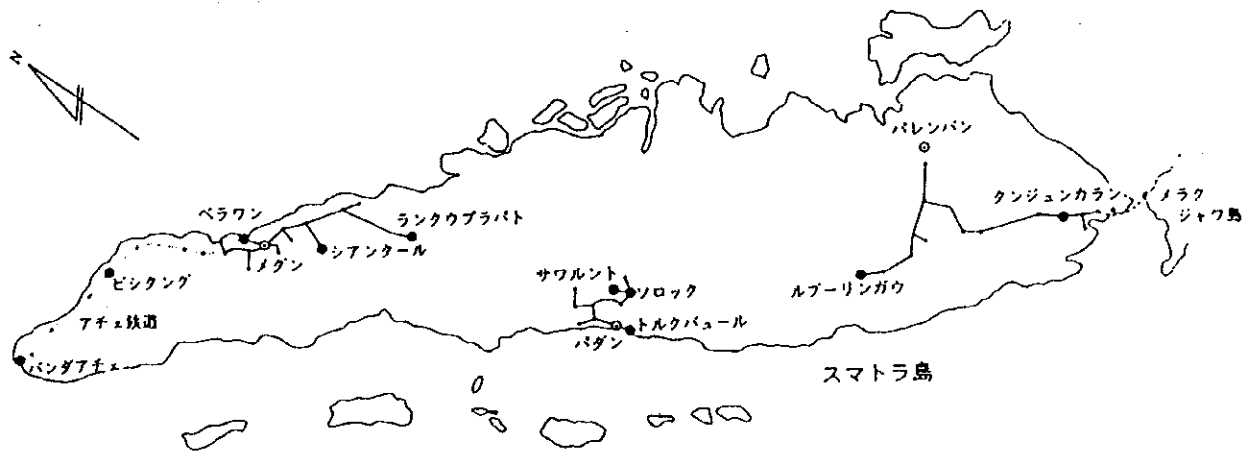 N
パレンバン
タンジュンカラン
メラク
ジャワ島
ベラワン
ランタウプラパト
メダン
シアンタール
サワルント
ソロック
ルブーリンガウ
ビシクング
アチェ鉄道
トルクバユール
パダン
バンダアチェ
スマトラ島